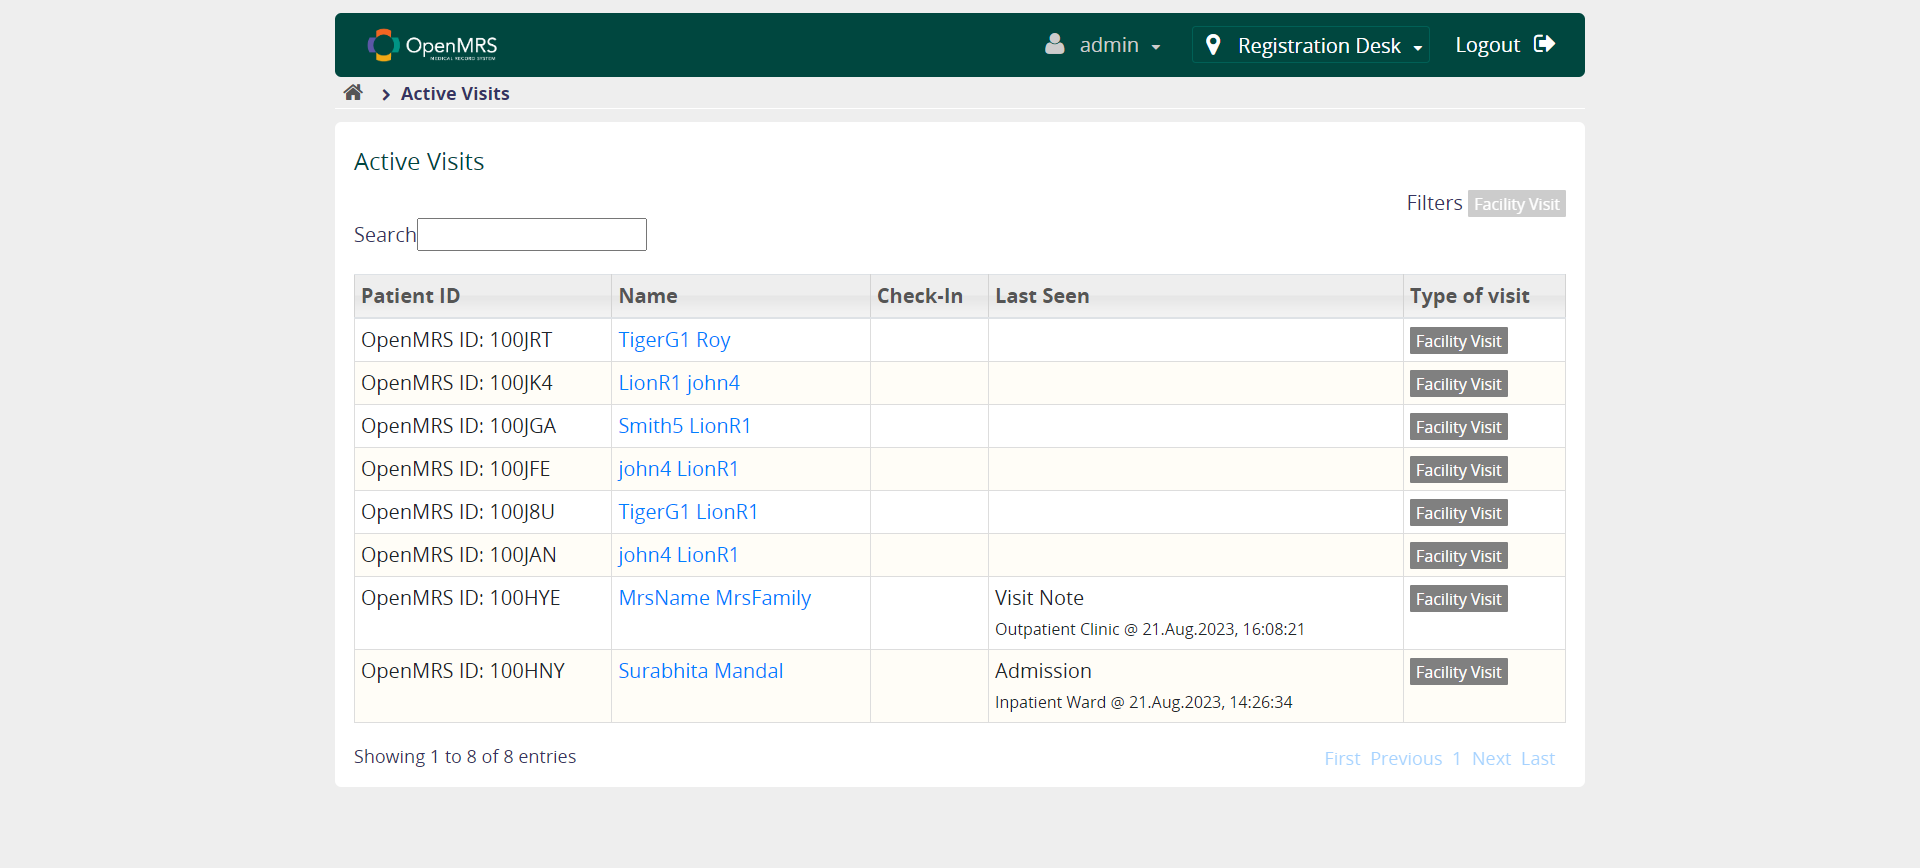 OpenMRS
MEDICAL RECORD SYSTEM
admin
Registration Desk
Logout
Active Visits
Active Visits
Filters Facility Visit
Search
Patient ID Name Check-In Last Seen Type of visit
OpenMRS ID: 100JRT TigerG1 Roy Facility Visit
OpenMRS ID: 100JK4 LionR1 john4 Facility Visit
OpenMRS ID: 100JGA Smith5 LionR1 Facility Visit
OpenMRS ID: 100JFE john4 LionR1 Facility Visit
OpenMRS ID: 100J8U TigerG1 LionR1 Facility Visit
OpenMRS ID: 100JAN john4 LionR1 Facility Visit
OpenMRS ID: 100HYE MrsName MrsFamily Visit Note Facility Visit
Outpatient Clinic @ 21.Aug.2023, 16:08:21
OpenMRS ID: 100HNY Surabhita Mandal Admission Facility Visit
Inpatient Ward @ 21.Aug.2023, 14:26:34
Showing 1 to 8 of 8 entries
First Previous 1 Next Last